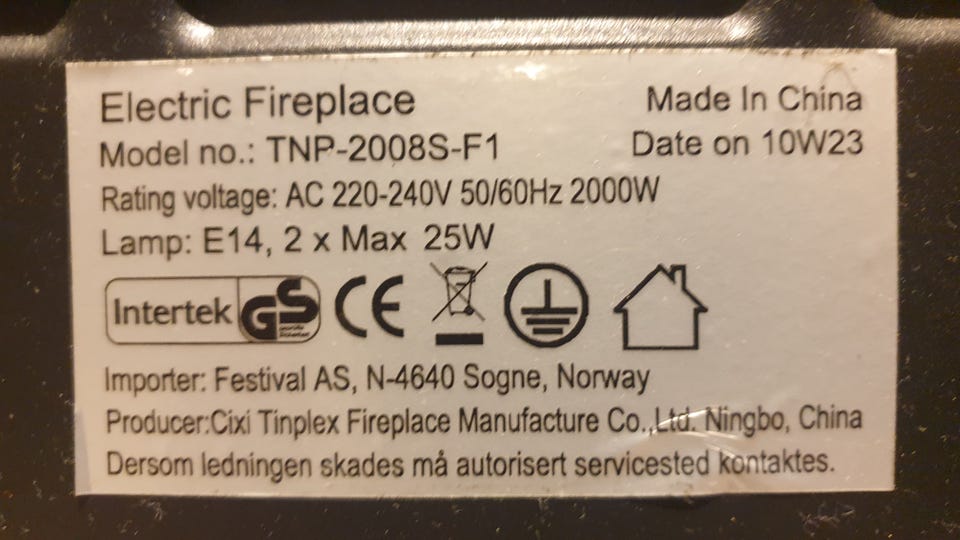 Electric Fireplace
Made In China
Model no.: TNP-2008S-F1
Date on 10W23
Rating voltage: AC 220-240V 50/60Hz 2000W
Lamp: E14, 2 x Max 25W
Intertek GS CE
Importer: Festival AS, N-4640 Sogne, Norway
Producer:Cixi Tinplex Fireplace Manufacture Co.,Ltd. Ningbo, China
Dersom ledningen skades må autorisert servicested kontaktes.